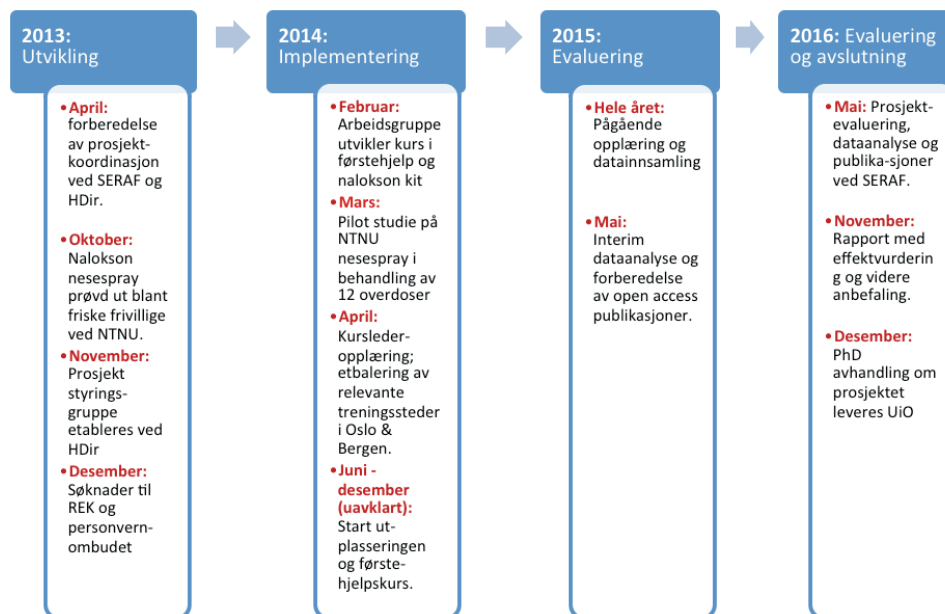 2013:
Utvikling
• April:
forberedelse
av prosjekt-
koordinasjon
ved SERAF og
HDir.
• Oktober:
Nalokson
nesespray
prøvd ut blant
friske frivillige
ved NTNU.
• November:
Prosjekt
styrings-
gruppe
etableres ved
HDir
• Desember:
Søknader til
REK og
personvern-
ombudet
2014:
Implementering
• Februar:
Arbeidsgruppe
utvikler kurs i
førstehjelp og
nalokson kit
• Mars:
Pilot studie på
NTNU
nesespray i
behandling av
12 overdoser
• April:
Kursleder-
opplæring;
etbalering av
relevante
treningssteder
i Oslo &
Bergen.
• Juni -
desember
(uavklart):
Start ut-
plasseringen
og første-
hjelpskurs.
2015:
Evaluering
• Hele året:
Pågående
opplæring og
datainnsamling
• Mai:
Interim
dataanalyse og
forberedelse
av open access
publikasjoner.
2016: Evaluering
og avslutning
• Mai: Prosjekt-
evaluering,
dataanalyse og
publika-sjoner
ved SERAF.
• November:
Rapport med
effektvurderin
g og videre
anbefaling.
• Desember:
PhD
avhandling om
prosjektet
leveres UiO